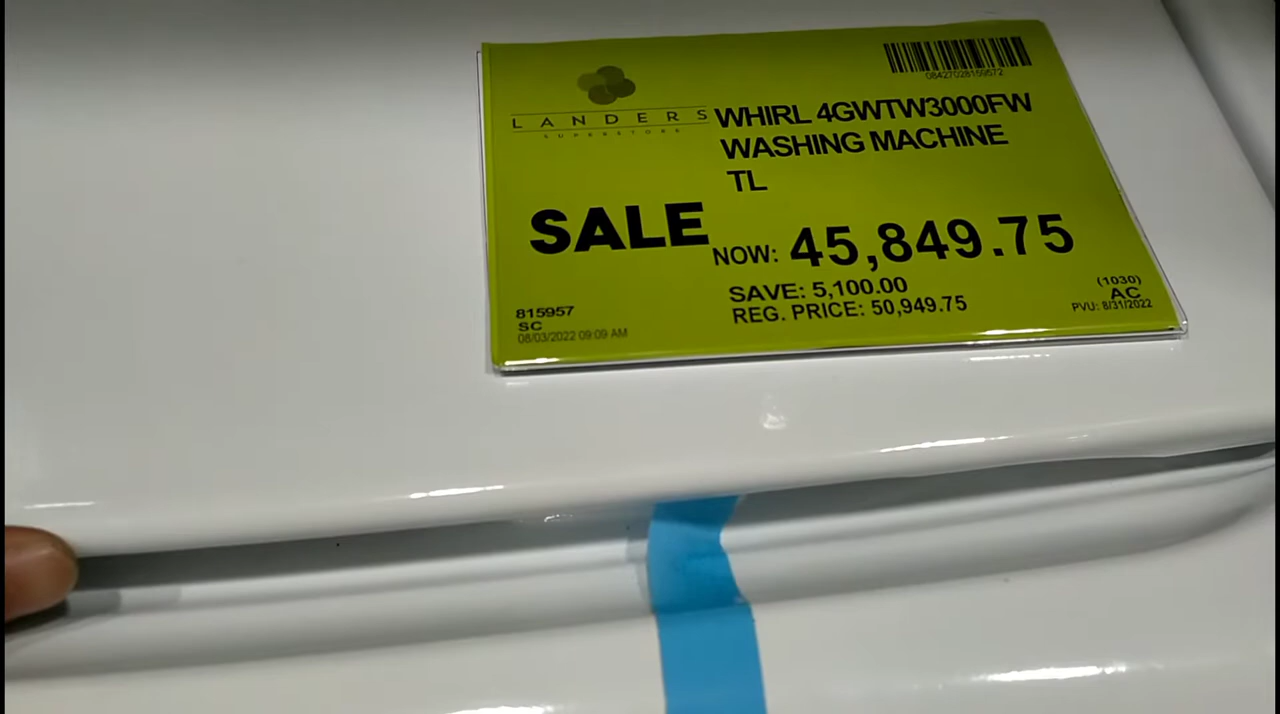 08427028159572
LANDERS
SUPERSTORE
WHIRL 4GWTW3000FW
WASHING MACHINE
TL
SALE
NOW: 45,849.75
SAVE: 5,100.00
REG. PRICE: 50,949.75
815957
SC
08/03/2022 09:09 AM
(1030)
AC
PVU: 8/31/2022